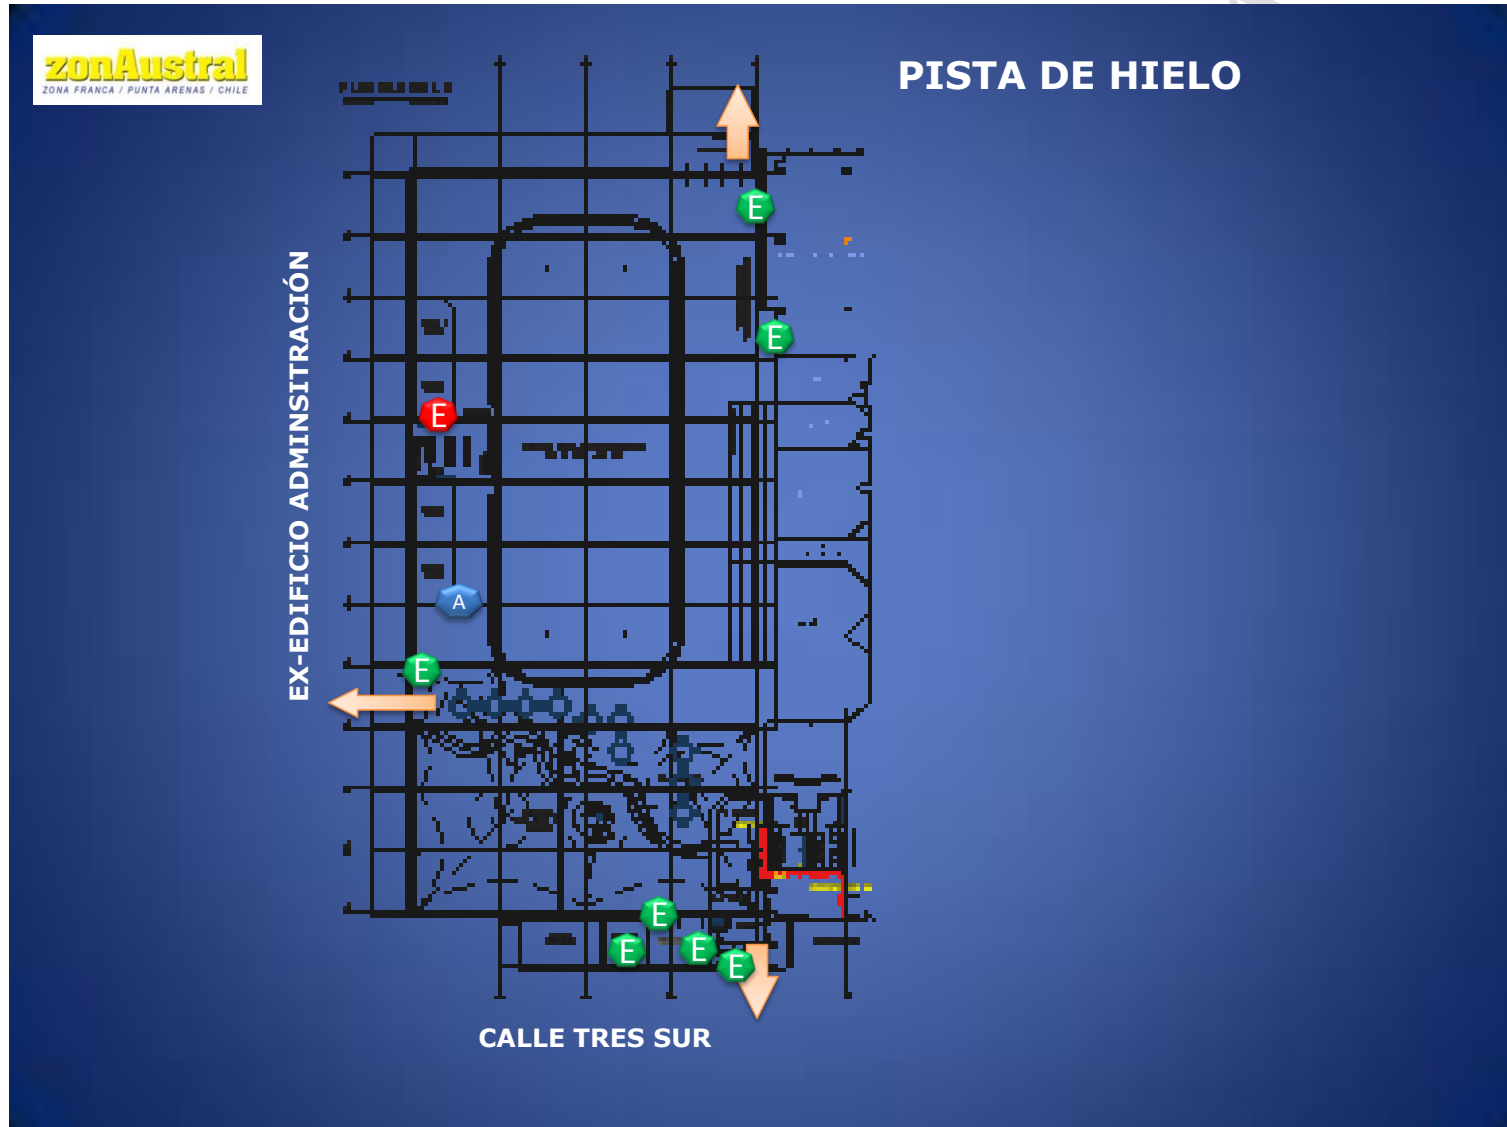 zonAustral
ZONA FRANCA / PUNTA ARENAS / CHILE
PISTA DE HIELO
E
E
EX-EDIFICIO ADMINSITRACIÓN
E
A
E
E
E
E
E
CALLE TRES SUR